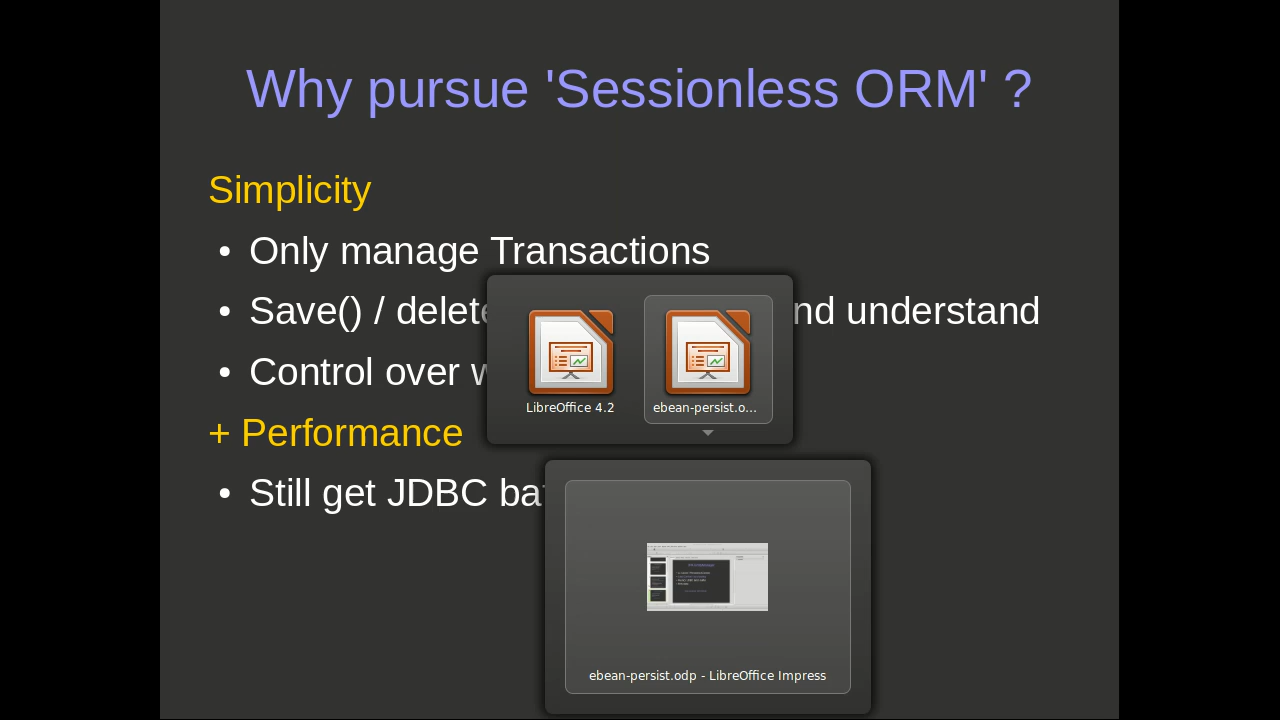 Why pursue 'Sessionless ORM' ?
Simplicity
• Only manage Transactions
• Save() / delete nd understand
• Control over
+ Performance
• Still get JDBC
LibreOffice 4.2
ebean-persist.o...
ebean-persist.odp - LibreOffice Impress